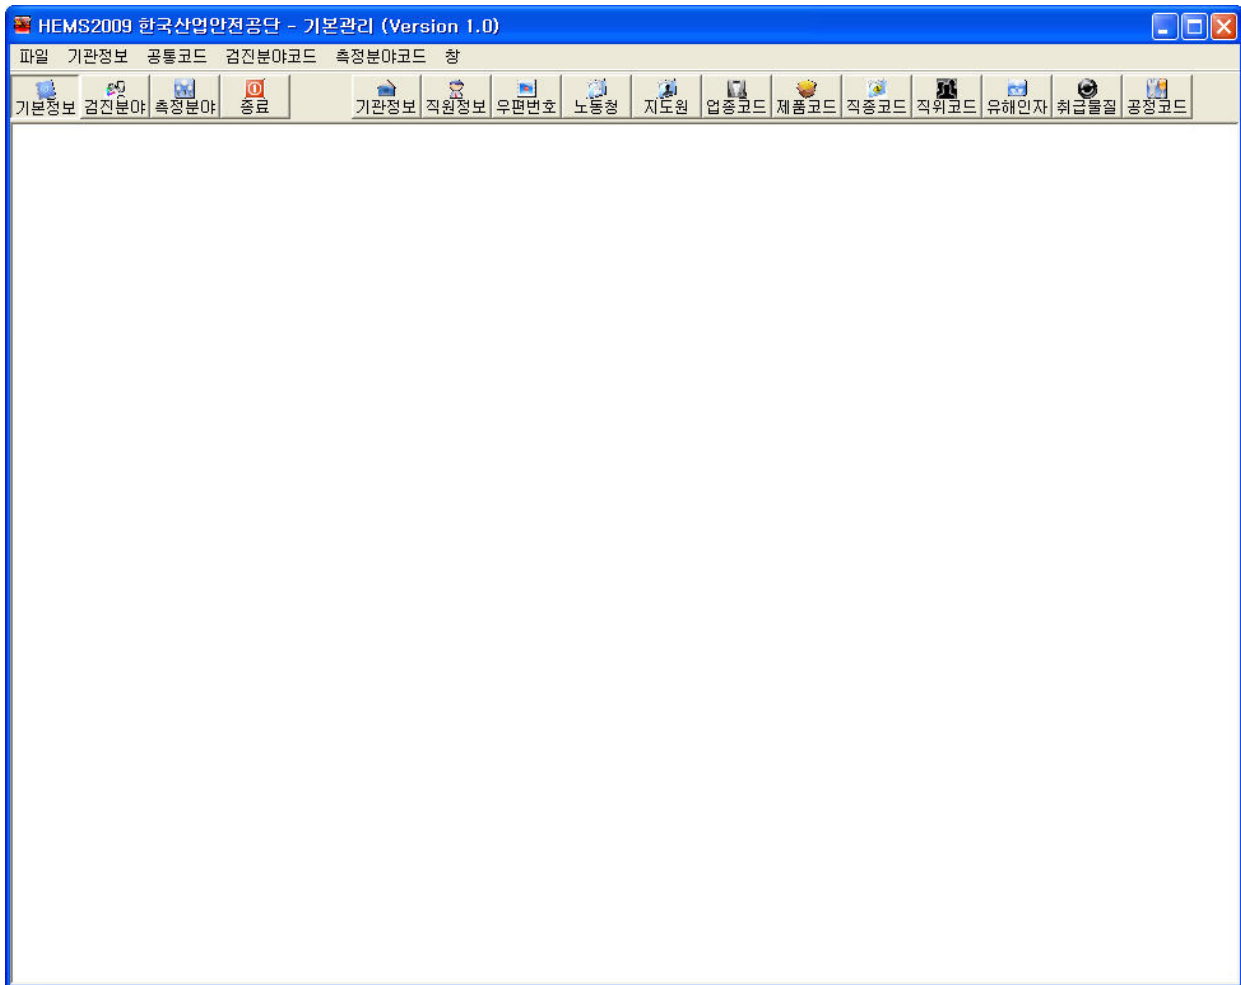 HEMS2009 한국산업안전공단 - 기본관리 (Version 1.0)
파일 기관정보 공통코드 검진분야코드 측정분야코드 창
기본정보 검진분야 측정분야 종료 기관정보 직원정보 우편번호 노동청 지도원 업종코드 제품코드 직종코드 직위코드 유해인자 취급물질 공정코드